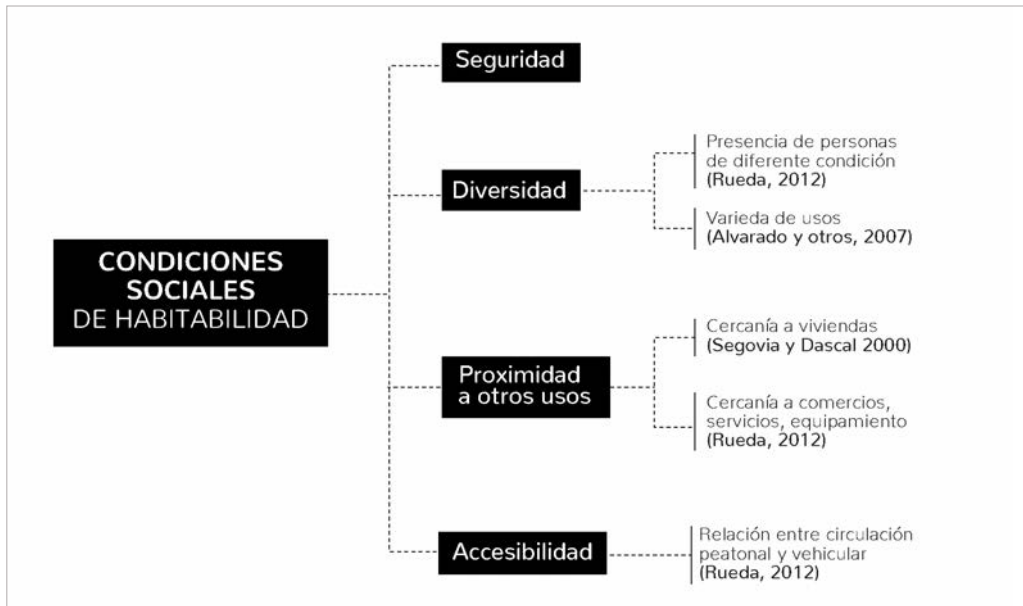 Seguridad
Diversidad
Presencia de personas
de diferente condición
(Rueda, 2012)
Varieda de usos
(Alvarado y otros, 2007)
CONDICIONES
SOCIALES
DE HABITABILIDAD
Proximidad
a otros usos
Cercanía a viviendas
(Segovia y Dascal 2000)
Cercanía a comercios,
servicios, equipamiento
(Rueda, 2012)
Accesibilidad
Relación entre circulación
peatonal y vehicular
(Rueda, 2012)